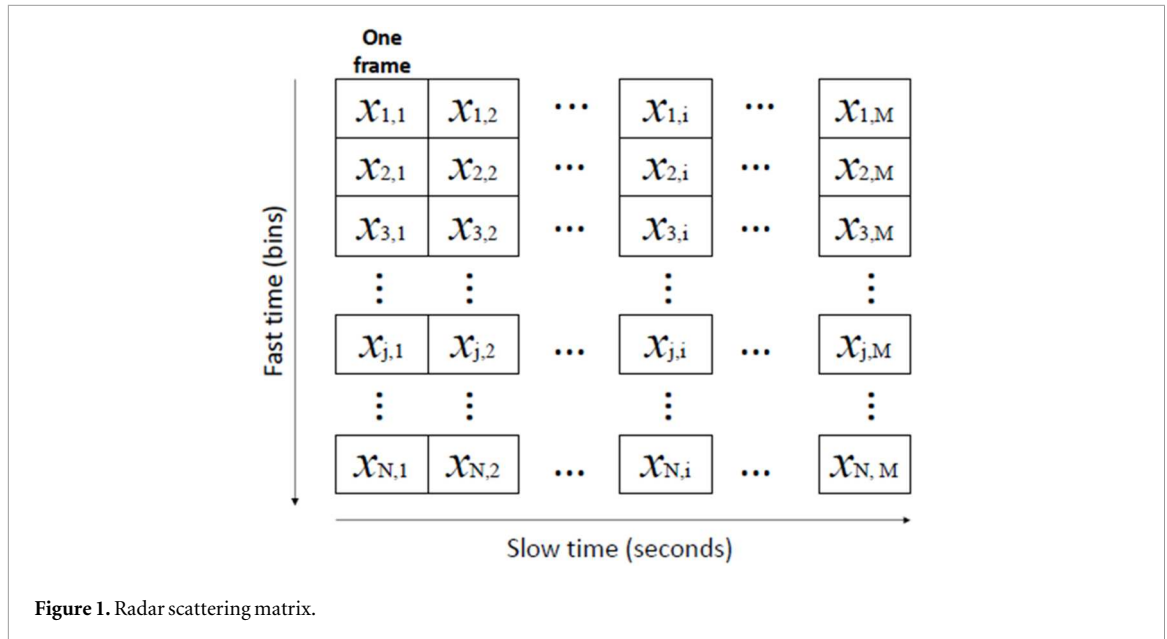 One
frame
x1,1 x1,2 ... x1,i ... x1,M
x2,1 x2,2 ... x2,i ... x2,M
x3,1 x3,2 ... x3,i ... x3,M
⋮ ⋮ ⋮ ⋮
xj,1 xj,2 ... xj,i ... xj,M
⋮ ⋮ ⋮ ⋮
xN,1 xN,2 ... xN,i ... xN, M
Fast time (bins)
Slow time (seconds)
Figure 1. Radar scattering matrix.